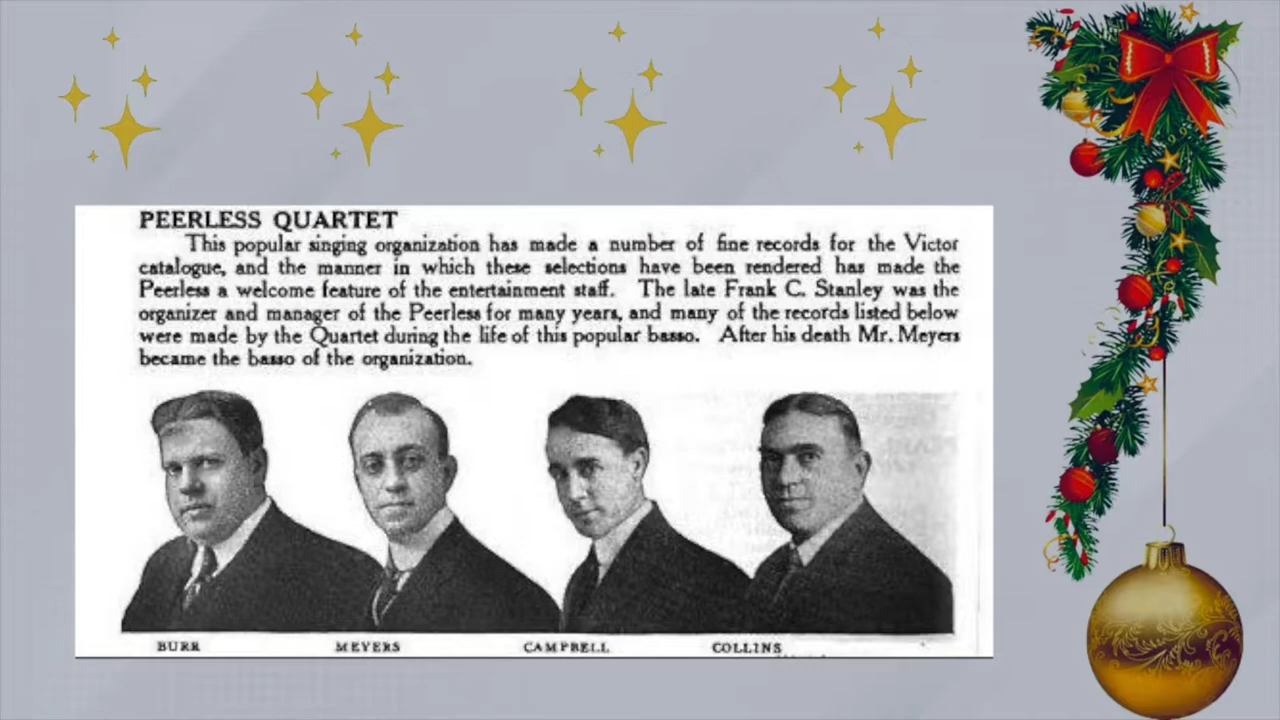 PEERLESS QUARTET
This popular singing organization has made a number of fine records for the Victor
catalogue, and the manner in which these selections have been rendered has made the
Peerless a welcome feature of the entertainment staff. The late Frank C. Stanley was the
organizer and manager of the Peerless for many years, and many of the records listed below
were made by the Quartet during the life of this popular basso. After his death Mr. Meyers
became the basso of the organization.
BURR MEYERS CAMPBELL COLLINS